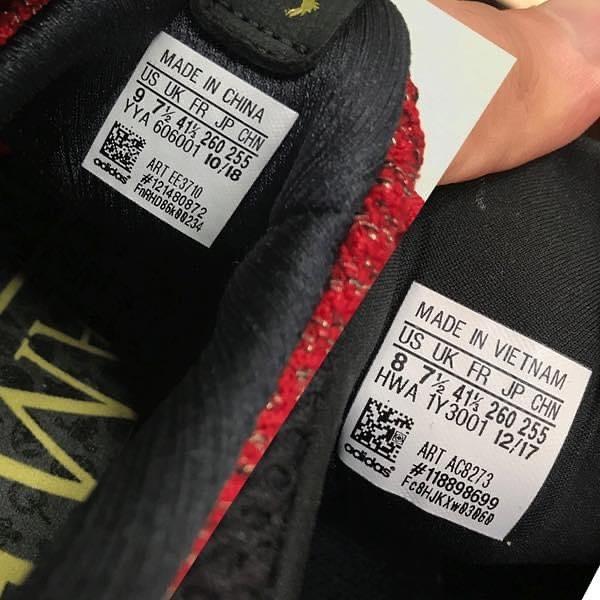 MADE IN CHINA
US UK FR JP CHN
9 7½ 41⅓ 260 255
YYA 606001 10/18
adidas
ART EE3710
#121480872
MADE IN VIETNAM
US UK FR JP CHN
8 7½ 41⅓ 260 255
HWA 1Y3001 12/17
adidas
ART AC8273
#118898699